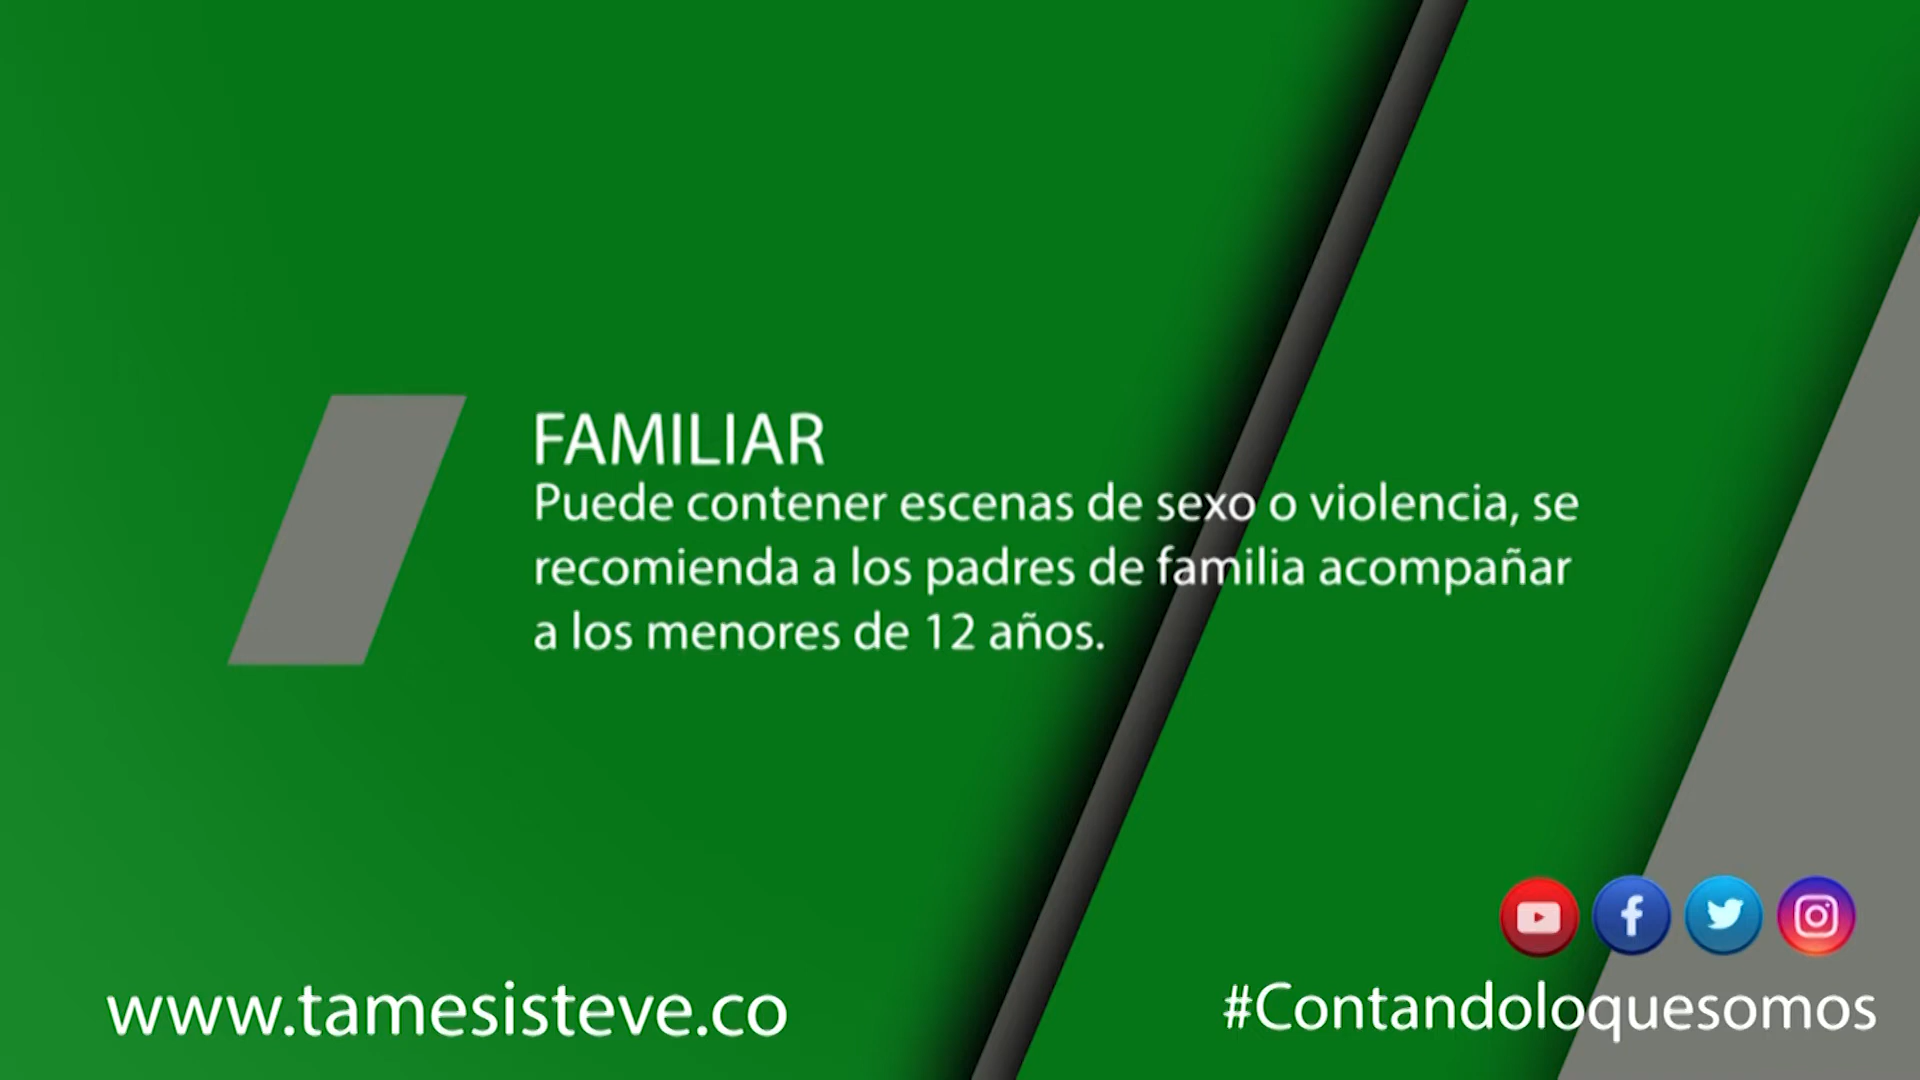 FAMILIAR
Puede contener escenas de sexo o violencia, se
recomienda a los padres de familia acompañar
a los menores de 12 años.
www.tamesisteve.co
#Contandoloquesomos